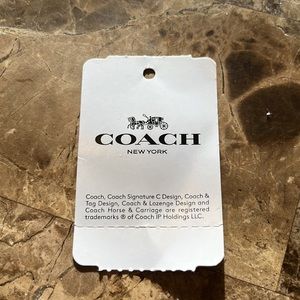 COACH
NEW YORK
Coach, Coach Signature C Design, Coach &
Tag Design, Coach & Lozenge Design and
Coach Horse & Carriage are registered
trademarks ® of Coach IP Holdings LLC.